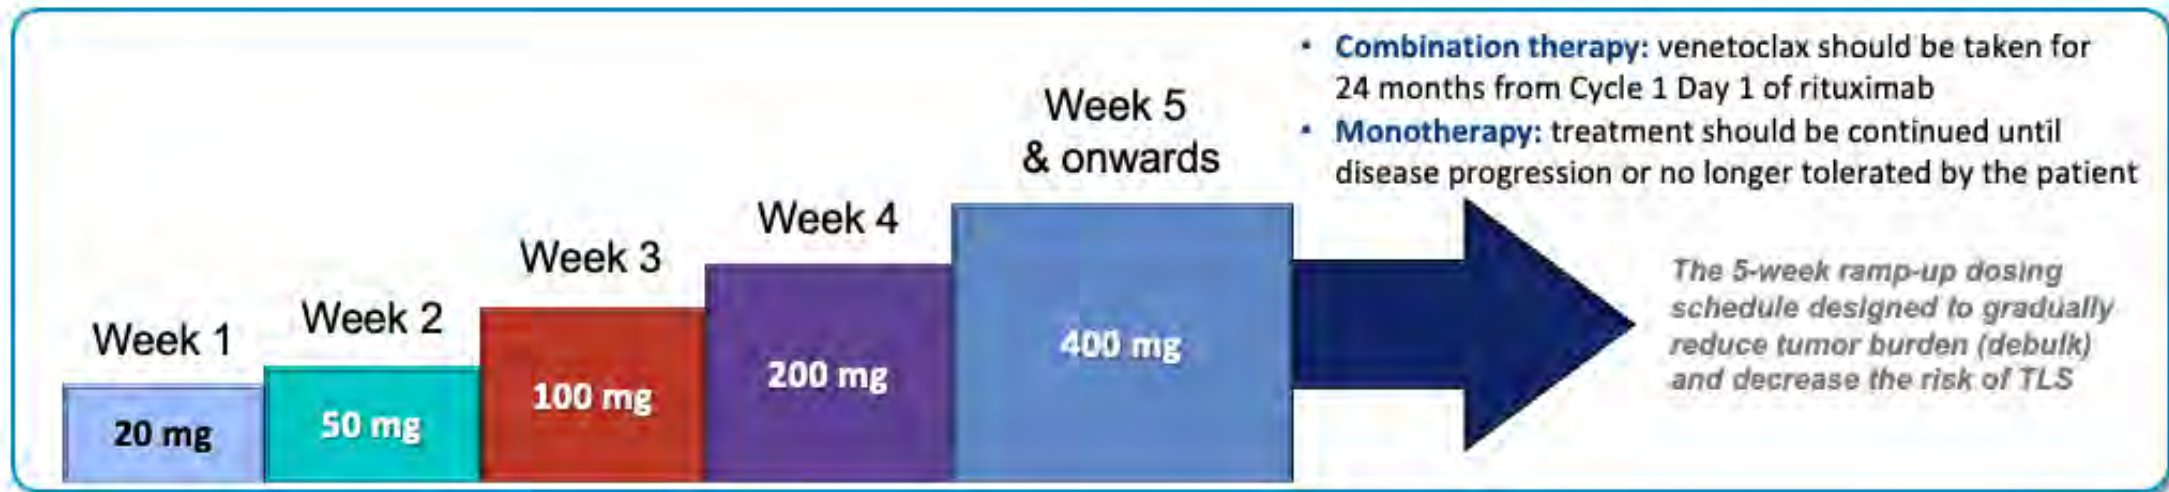 Week 1
20 mg
Week 2
50 mg
Week 3
100 mg
Week 4
200 mg
Week 5
& onwards
400 mg
• Combination therapy: venetoclax should be taken for
24 months from Cycle 1 Day 1 of rituximab
• Monotherapy: treatment should be continued until
disease progression or no longer tolerated by the patient
The 5-week ramp-up dosing
schedule designed to gradually
reduce tumor burden (debulk)
and decrease the risk of TLS